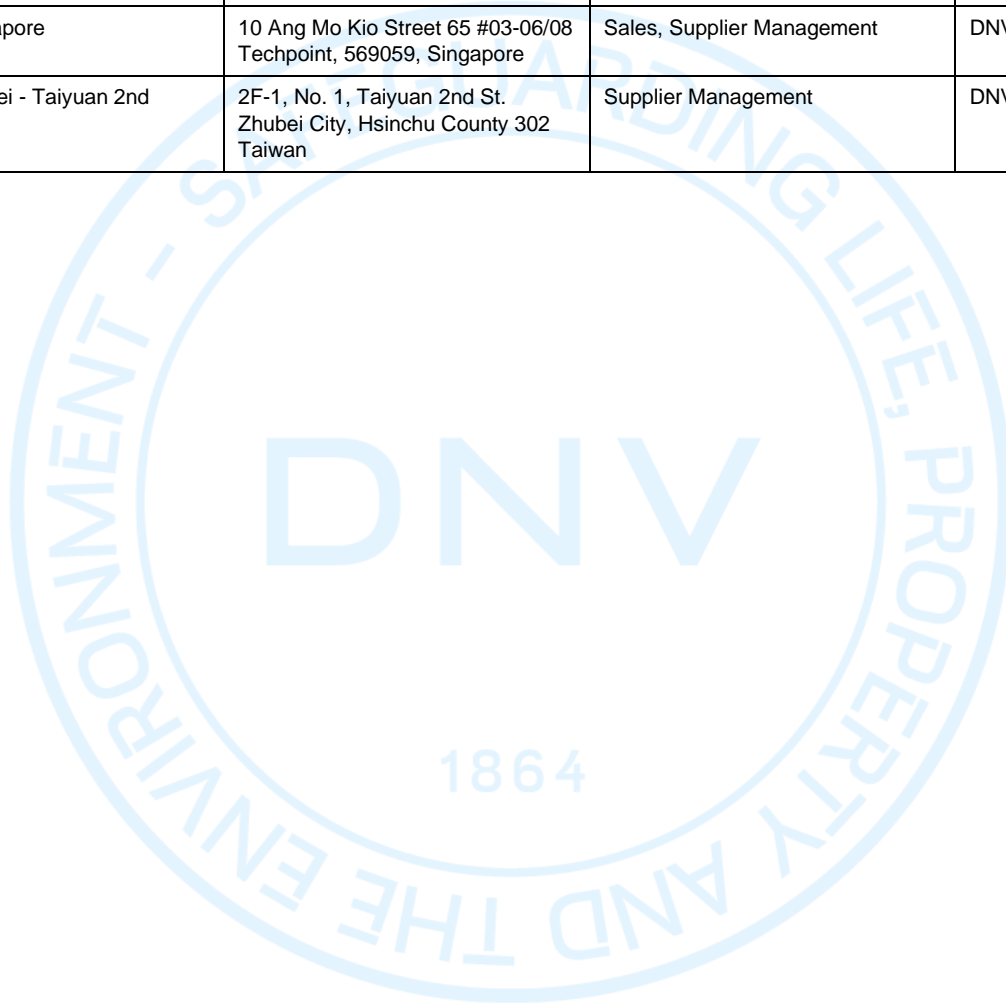 apore
10 Ang Mo Kio Street 65 #03-06/08
Techpoint, 569059, Singapore
Sales, Supplier Management
DNV
ei - Taiyuan 2nd
2F-1, No. 1, Taiyuan 2nd St.
Zhubei City, Hsinchu County 302
Taiwan
Supplier Management
DNV
SAFEGUARDING LIFE, PROPERTY AND THE ENVIRONMENT -
DNV
1864